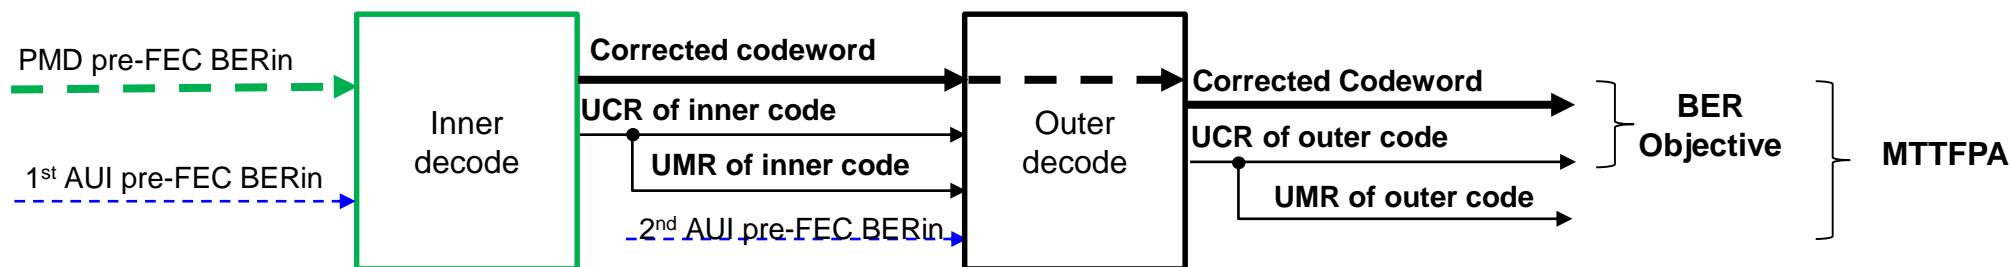 PMD pre-FEC BERin
1st AUI pre-FEC BERin
Inner
decode
Corrected codeword
UCR of inner code
UMR of inner code
2nd AUI pre-FEC BERin
Outer
decode
Corrected Codeword
UCR of outer code
UMR of outer code
BER
Objective
MTTFPA